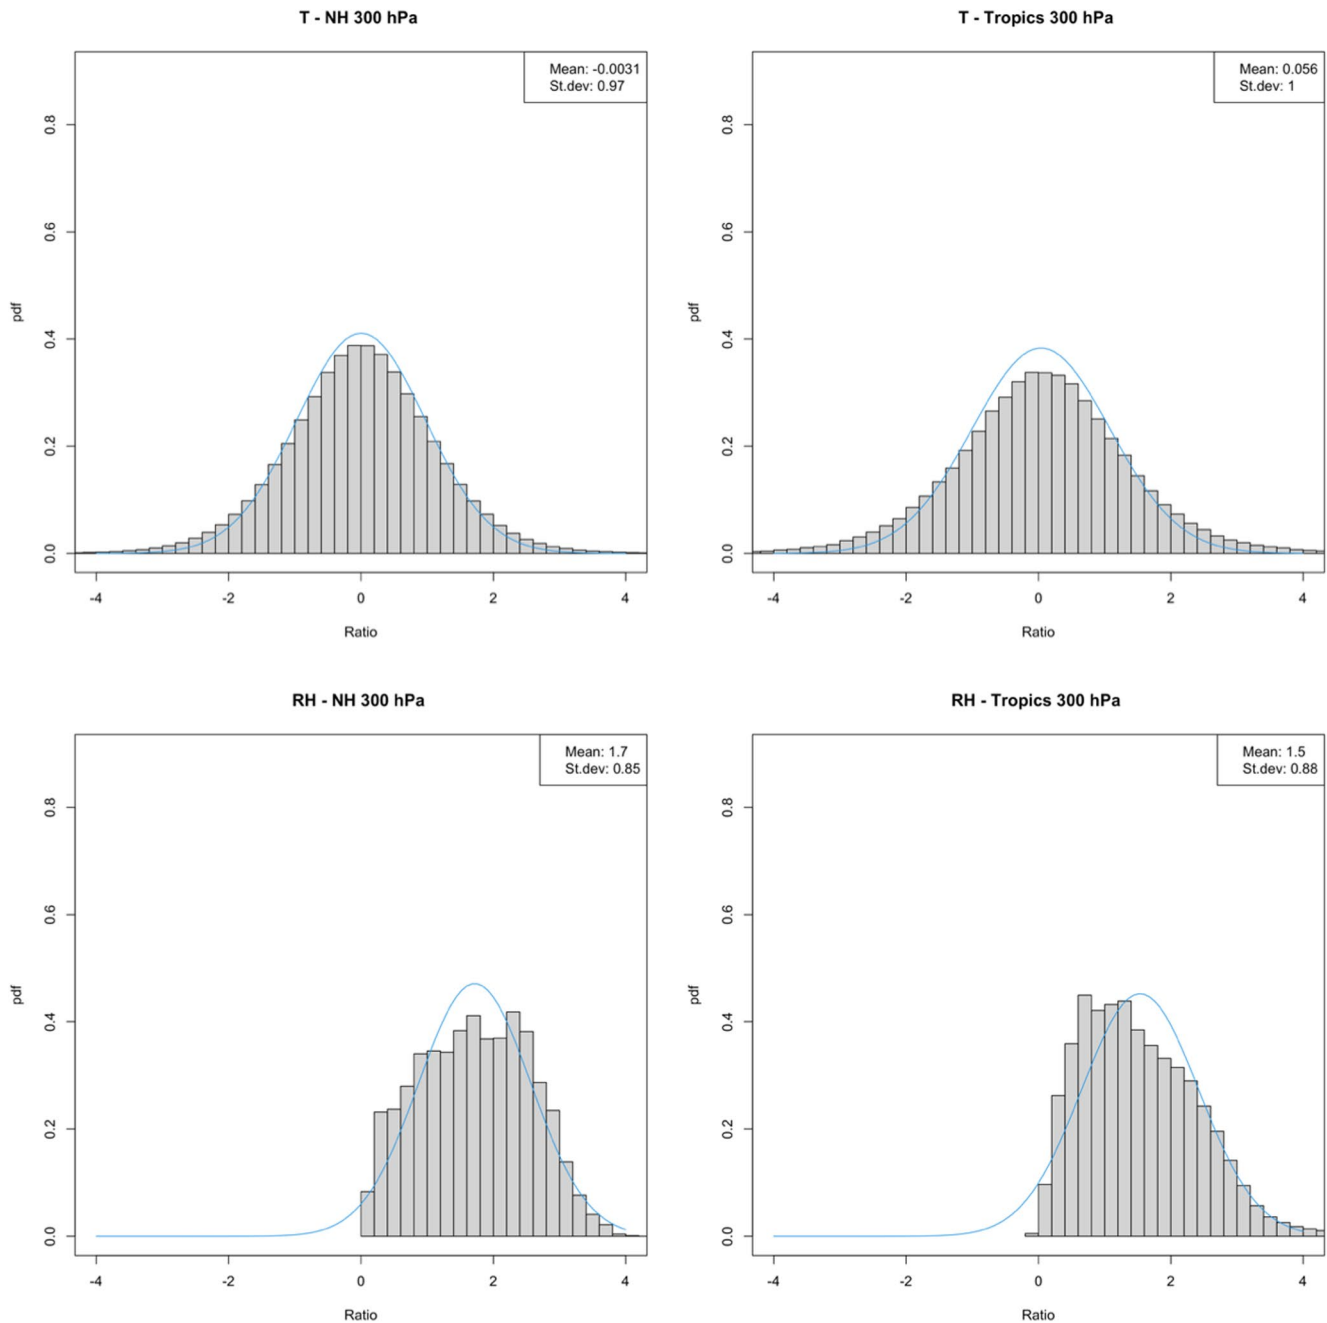 T - NH 300 hPa
Mean: -0.0031
St.dev: 0.97
pdf
0.0
0.2
0.4
0.6
0.8
-4 -2 0 2 4
Ratio
T - Tropics 300 hPa
Mean: 0.056
St.dev: 1
pdf
0.0
0.2
0.4
0.6
0.8
-4 -2 0 2 4
Ratio
RH - NH 300 hPa
Mean: 1.7
St.dev: 0.85
pdf
0.0
0.2
0.4
0.6
0.8
-4 -2 0 2 4
Ratio
RH - Tropics 300 hPa
Mean: 1.5
St.dev: 0.88
pdf
0.0
0.2
0.4
0.6
0.8
-4 -2 0 2 4
Ratio